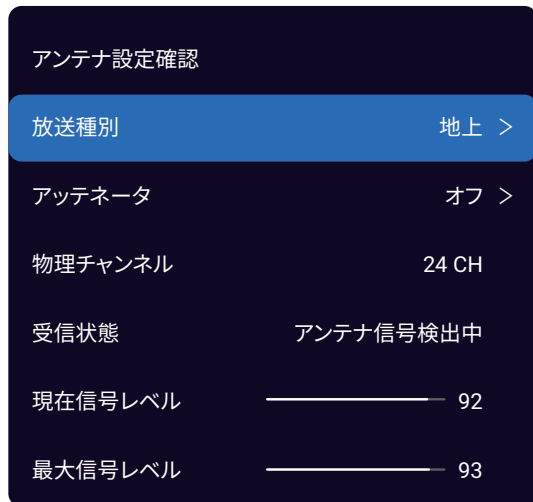 アンテナ設定確認
放送種別 地上 >
アッテネータ オフ >
物理チャンネル 24 CH
受信状態 アンテナ信号検出中
現在信号レベル 92
最大信号レベル 93